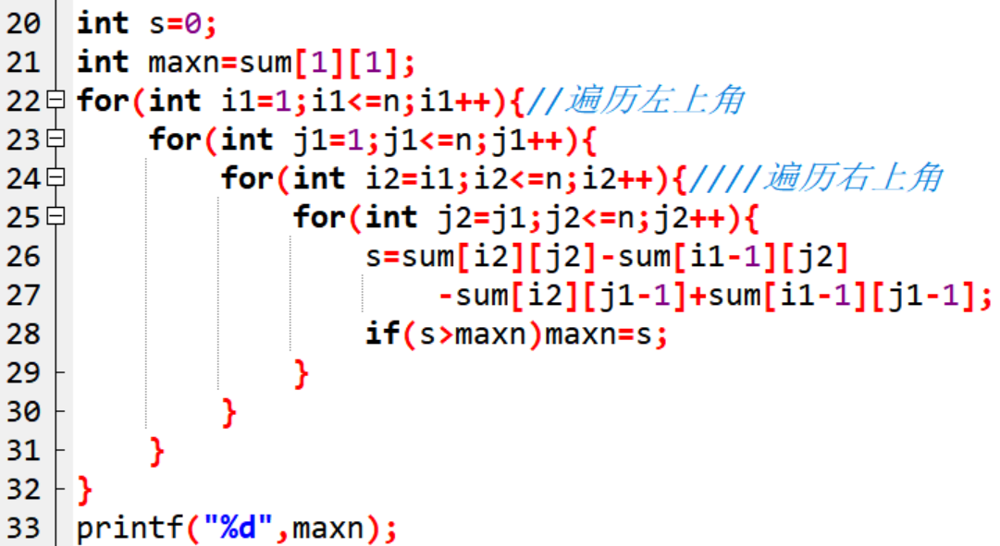 20 int s=0;
21 int maxn=sum[1][1];
22 for(int i1=1;i1<=n;i1++){//遍历左上角
23 for(int j1=1;j1<=n;j1++){
24 for(int i2=i1;i2<=n;i2++){////遍历右上角
25 for(int j2=j1;j2<=n;j2++){
26 s=sum[i2][j2]-sum[i1-1][j2]
27 -sum[i2][j1-1]+sum[i1-1][j1-1];
28 if(s>maxn)maxn=s;
29 }
30 }
31 }
32 }
33 printf("%d",maxn);